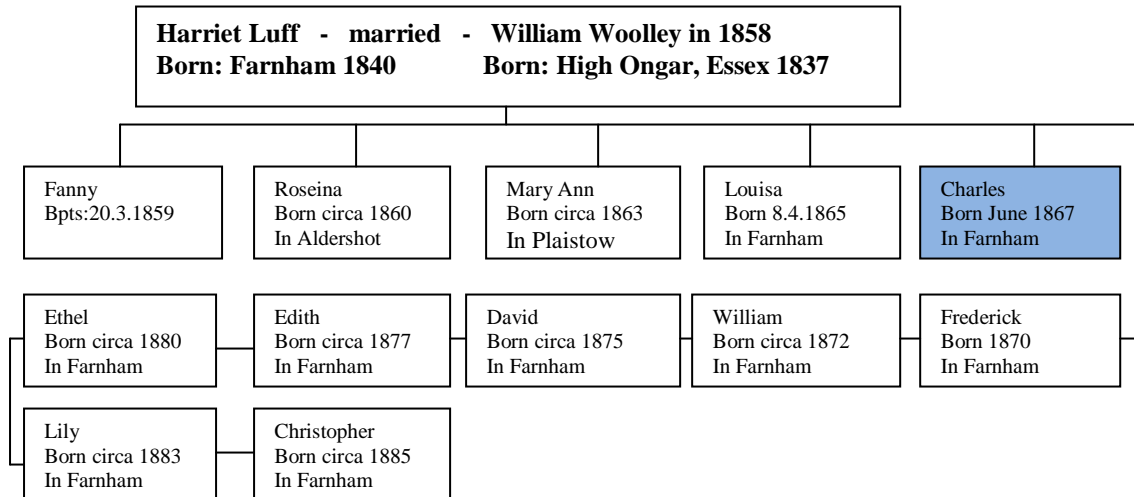 Harriet Luff - married - William Woolley in 1858
Born: Farnham 1840 Born: High Ongar, Essex 1837
Fanny
Bpts:20.3.1859
Roseina
Born circa 1860
In Aldershot
Mary Ann
Born circa 1863
In Plaistow
Louisa
Born 8.4.1865
In Farnham
Charles
Born June 1867
In Farnham
Ethel
Born circa 1880
In Farnham
Edith
Born circa 1877
In Farnham
David
Born circa 1875
In Farnham
William
Born circa 1872
In Farnham
Frederick
Born 1870
In Farnham
Lily
Born circa 1883
In Farnham
Christopher
Born circa 1885
In Farnham